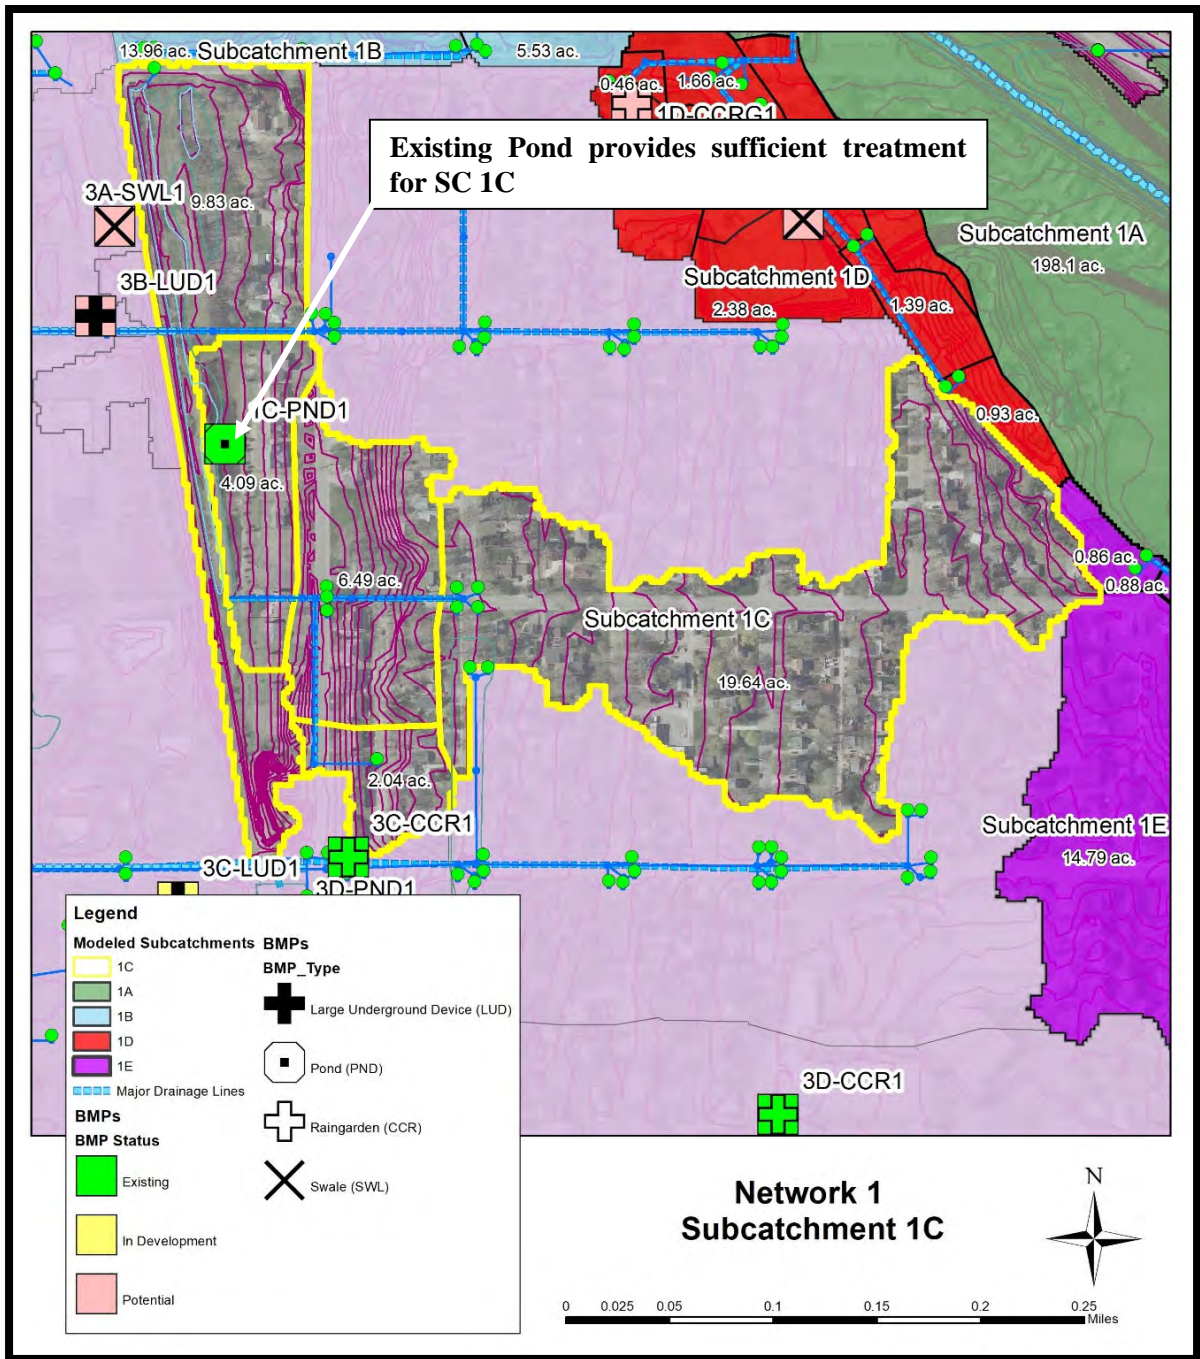 13.96 ac.
Subcatchment 1B
5.53 ac.
0.46 ac.
1.66 ac.
1D-CCRG1
Existing Pond provides sufficient treatment
for SC 1C
3A-SWL1
9.83 ac.
Subcatchment 1A
198.1 ac.
3B-LUD1
Subcatchment 1D
2.38 ac.
1.39 ac.
1C-PND1
0.93 ac.
4.09 ac.
0.86 ac.
0.88 ac.
6.49 ac.
Subcatchment 1C
19.64 ac.
2.04 ac.
3C-CCR1
Subcatchment 1E
14.79 ac.
3C-LUD1
3D-PND1
Legend
Modeled Subcatchments
1C
1A
1B
1D
1E
Major Drainage Lines
BMPs
BMP Status
Existing
In Development
Potential
BMPs
BMP_Type
Large Underground Device (LUD)
Pond (PND)
Raingarden (CCR)
Swale (SWL)
3D-CCR1
Network 1
Subcatchment 1C
N
0 0.025 0.05 0.1 0.15 0.2 0.25
Miles